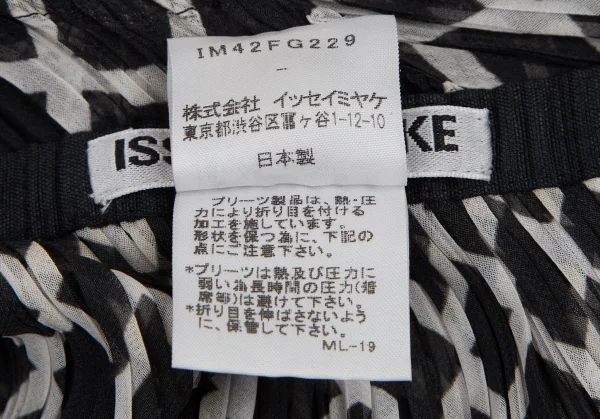 IM42FG229
-
株式会社 イッセイミヤケ
東京都渋谷区富ヶ谷1-12-10
日本製
ISS
KE
プリーツ製品は、熱・圧
力により折り目を付ける
加工を施しています。
形状を保つ為に、下記の
点にご注意下さい。
*プリーツは熱及び圧力に
弱い為長時間の圧力(着
席等)は避けて下さい。
*折り目を伸ばさないよう
に、保管して下さい。
ML-19